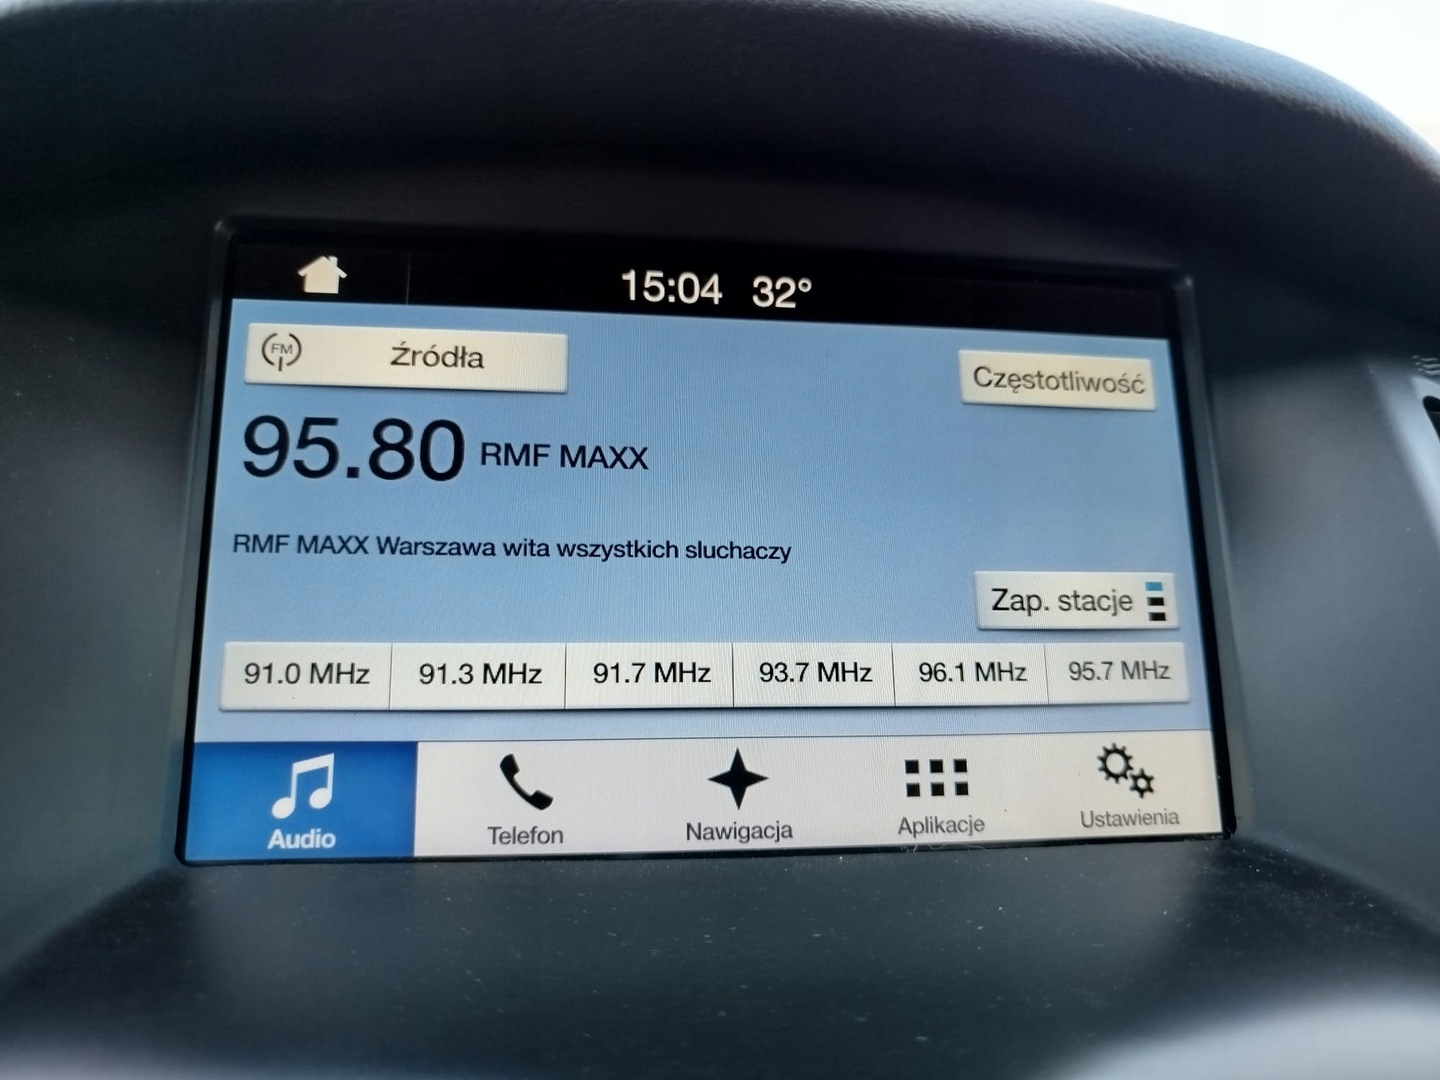 15:04 32°
FM Źródła
Częstotliwość
95.80 RMF MAXX
RMF MAXX Warszawa wita wszystkich sluchaczy
Zap. stacje
91.0 MHz 91.3 MHz 91.7 MHz 93.7 MHz 96.1 MHz 95.7 MHz
Audio Telefon Nawigacja Aplikacje Ustawienia